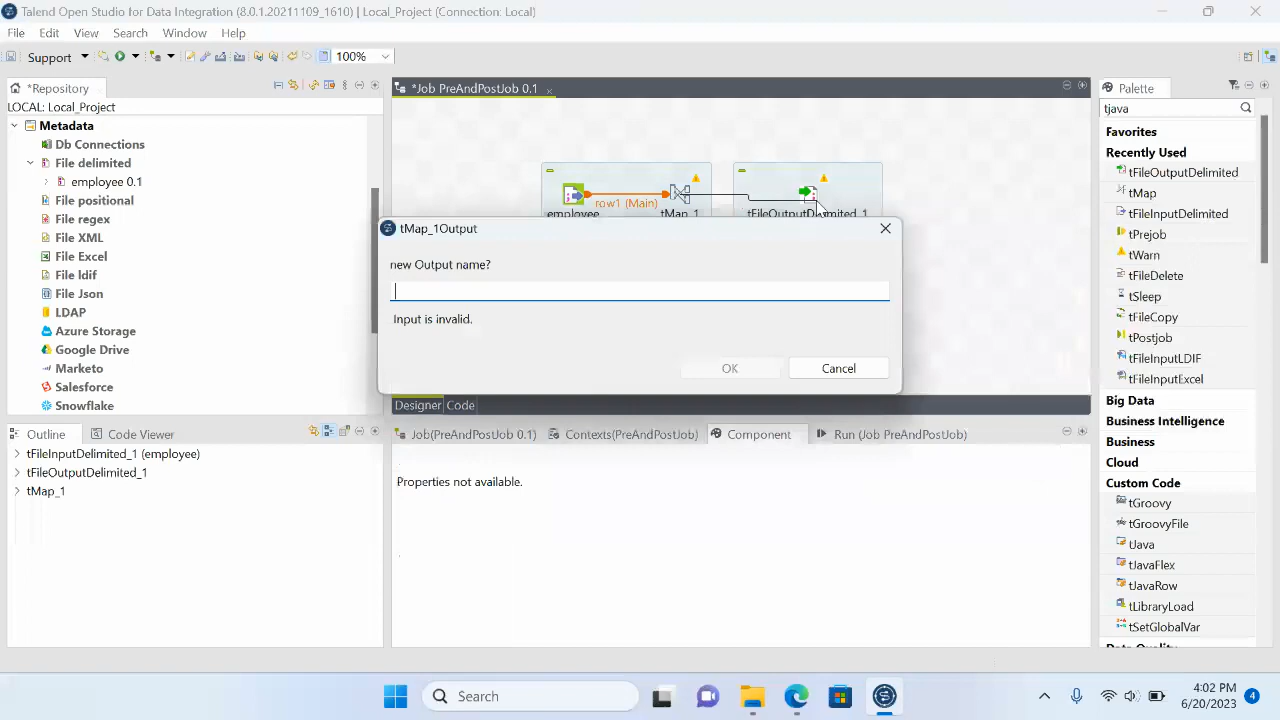 Talend Open Studio for Data Integration (8.0.1.20211109_1610) | Local_Project (Connection: Local)
File Edit View Search Window Help
Support 100%
*Repository
LOCAL: Local_Project
Metadata
Db Connections
File delimited
employee 0.1
File positional
File regex
File XML
File Excel
File ldif
File Json
LDAP
Azure Storage
Google Drive
Marketo
Salesforce
Snowflake
*Job PreAndPostJob 0.1
row1 (Main)
employee tMap_1 tFileOutputDelimited_1
tMap_1Output
new Output name?
Input is invalid.
OK Cancel
Designer Code
Palette
tjava
Favorites
Recently Used
tFileOutputDelimited
tMap
tFileInputDelimited
tPrejob
tWarn
tFileDelete
tSleep
tFileCopy
tPostjob
tFileInputLDIF
tFileInputExcel
Big Data
Business Intelligence
Business
Cloud
Custom Code
tGroovy
tGroovyFile
tJava
tJavaFlex
tJavaRow
tLibraryLoad
tSetGlobalVar
Data Quality
Outline Code Viewer
tFileInputDelimited_1 (employee)
tFileOutputDelimited_1
tMap_1
Job(PreAndPostJob 0.1) Contexts(PreAndPostJob) Component Run (Job PreAndPostJob)
Properties not available.
Search
4:02 PM
6/20/2023
4